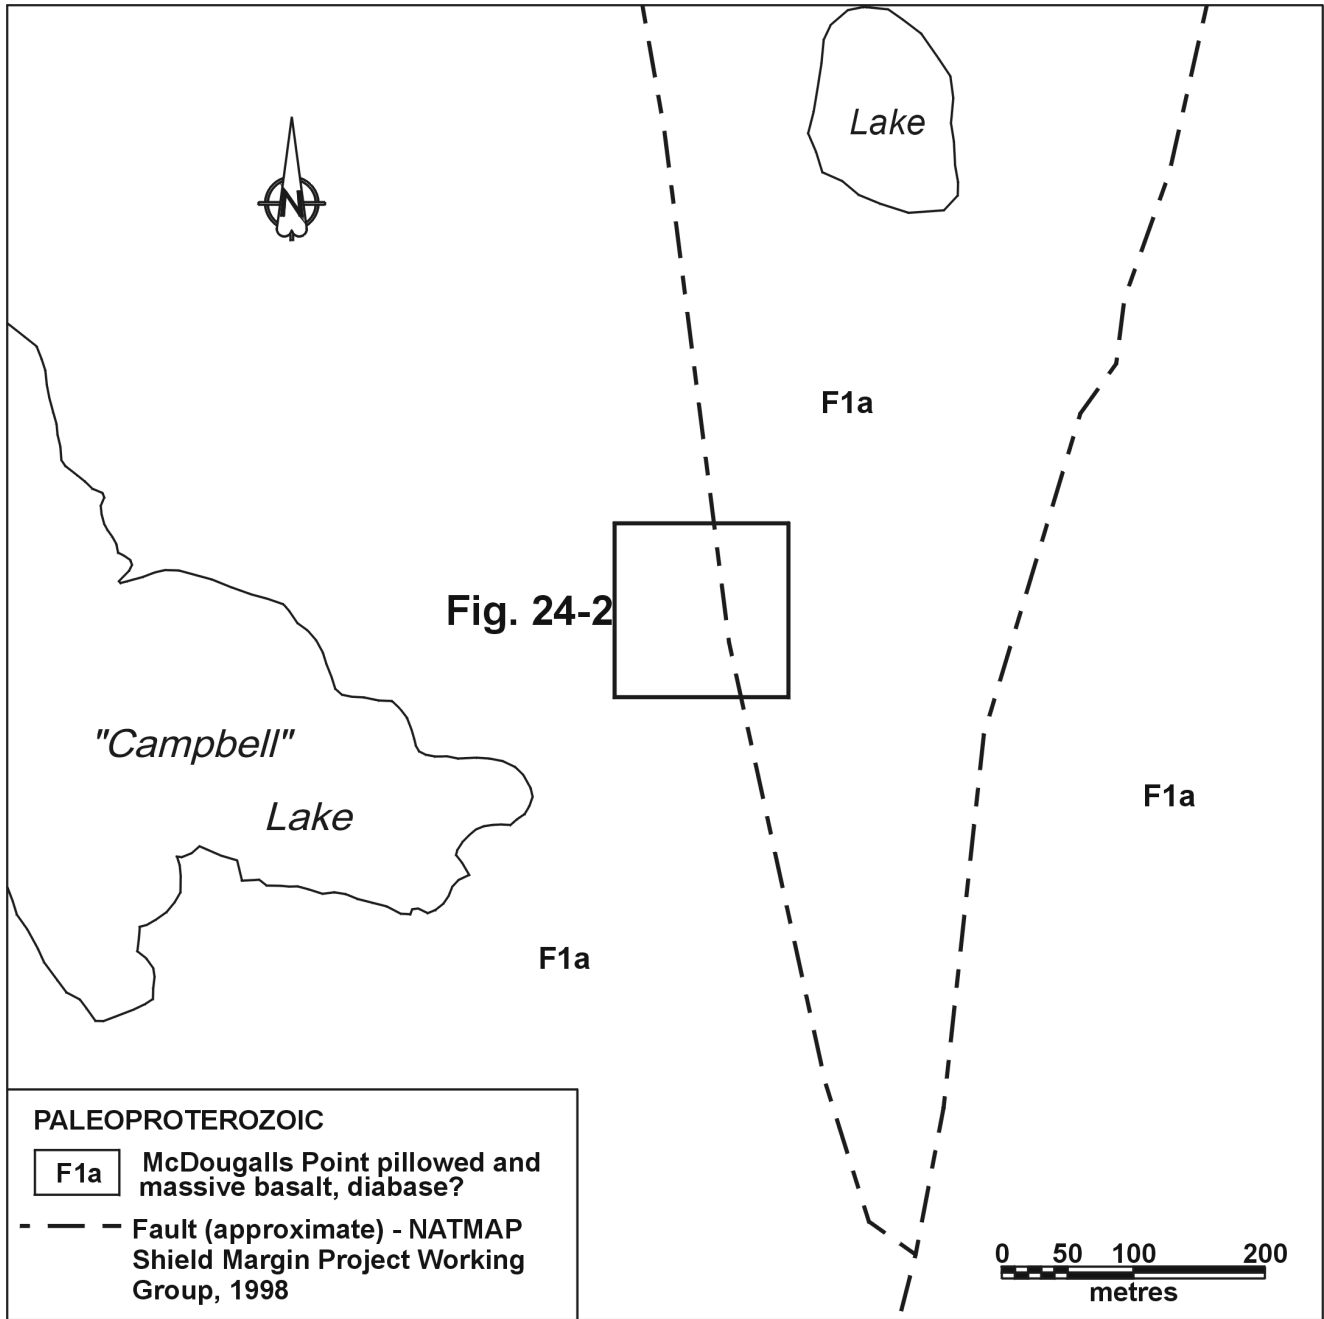 Lake
N
F1a
Fig. 24-2
"Campbell"
Lake
F1a
F1a
PALEOPROTEROZOIC
F1a McDougalls Point pillowed and
massive basalt, diabase?
Fault (approximate) - NATMAP
Shield Margin Project Working
Group, 1998
0 50 100 200
metres